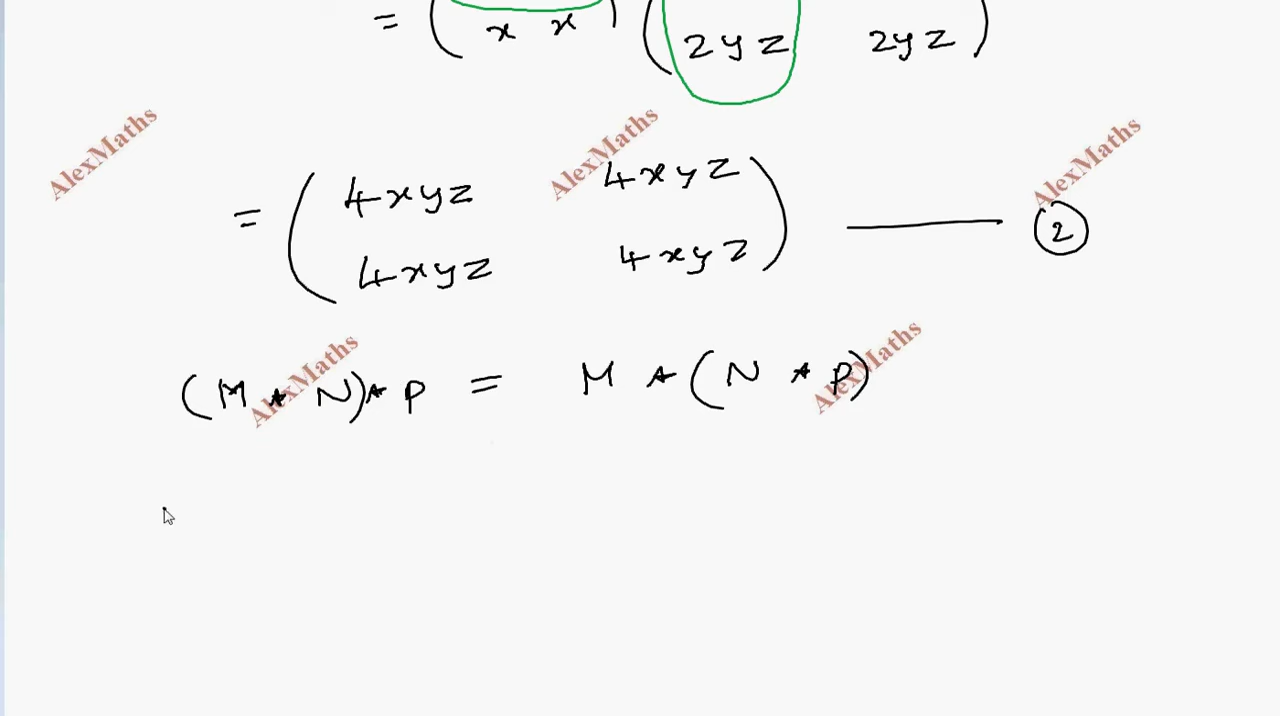 = ( x x ) ( 2yz 2yz )
AlexMaths AlexMaths AlexMaths
= ( 4xyz 4xyz
4xyz 4xyz ) —— ②
AlexMaths AlexMaths
(M * N) * P = M * (N * P)